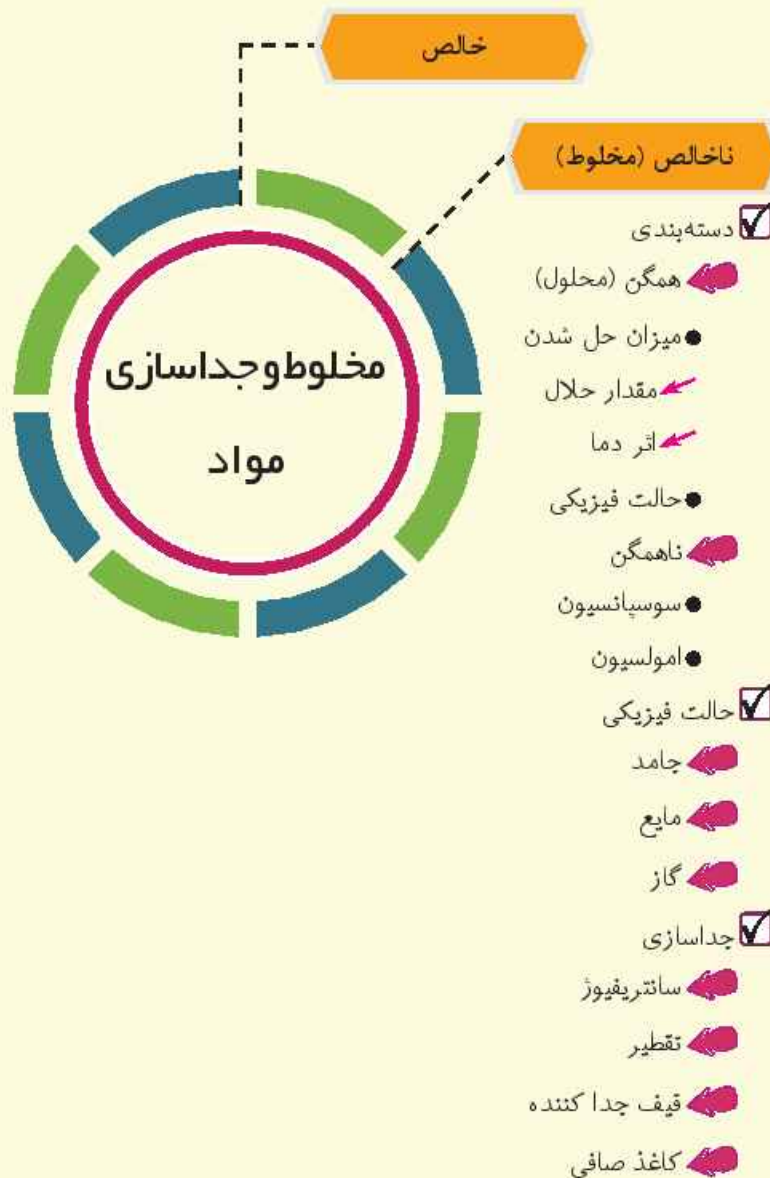 خالص
ناخالص (مخلوط)
مخلوط و جداسازی
مواد
دسته‌بندی
همگن (محلول)
میزان حل شدن
مقدار حلال
اثر دما
حالت فیزیکی
ناهمگن
سوسپانسیون
امولسیون
حالت فیزیکی
جامد
مایع
گاز
جداسازی
سانتریفیوژ
تقطیر
قیف جدا کننده
کاغذ صافی